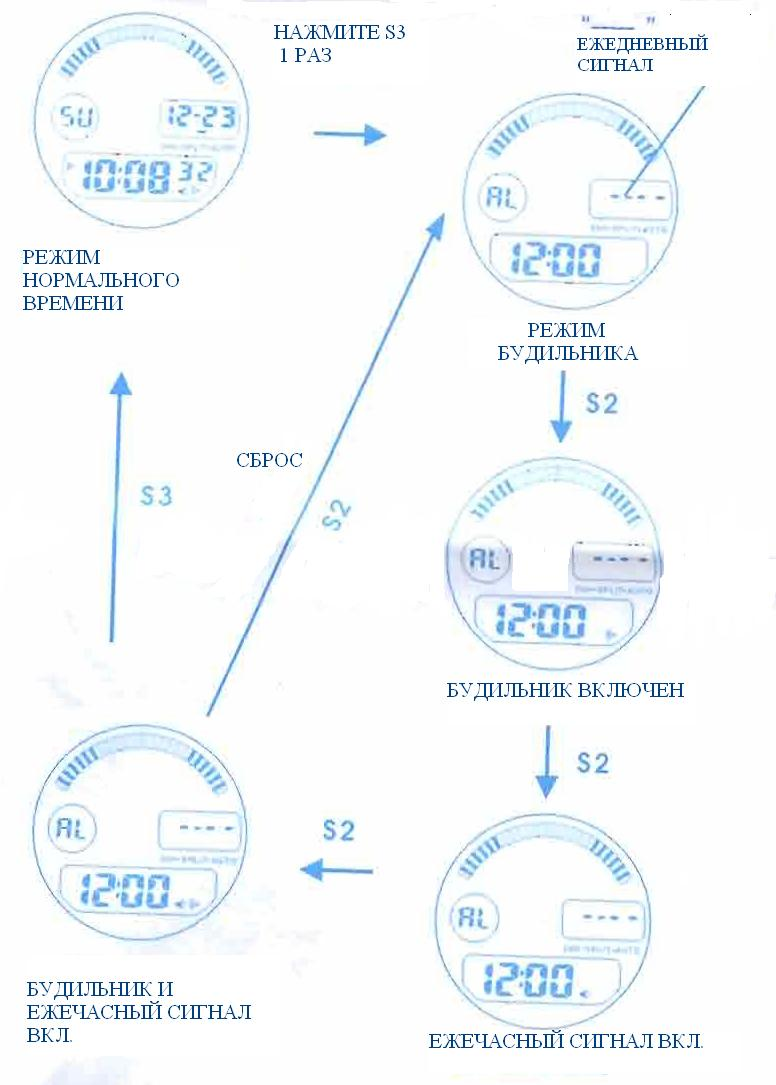 НАЖМИТЕ S3
1 РАЗ
"____ "
ЕЖЕДНЕВНЫЙ
СИГНАЛ
SU
12-23
10:08 32
РЕЖИМ
НОРМАЛЬНОГО
ВРЕМЕНИ
AL
----
12:00
РЕЖИМ
БУДИЛЬНИКА
S2
СБРОС
S2
S3
AL
----
12:00
БУДИЛЬНИК ВКЛЮЧЕН
S2
AL
----
12:00
S2
AL
----
12:00
БУДИЛЬНИК И
ЕЖЕЧАСНЫЙ СИГНАЛ
ВКЛ.
ЕЖЕЧАСНЫЙ СИГНАЛ ВКЛ.